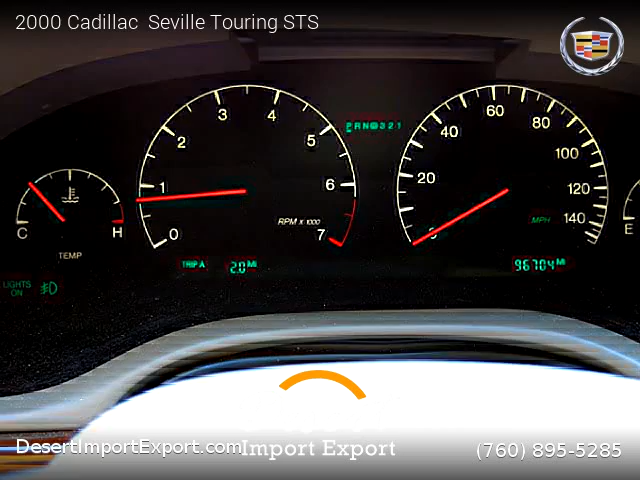 2000 Cadillac Seville Touring STS
0 1 2 3 4 5 6 7
RPM X 1000
PRND321
20 40 60 80 100 120 140
MPH
C H
TEMP
E
TRIP A 2.0 MI
96704 MI
LIGHTS
ON
DesertImportExport.com
Import Export
(760) 895-5285